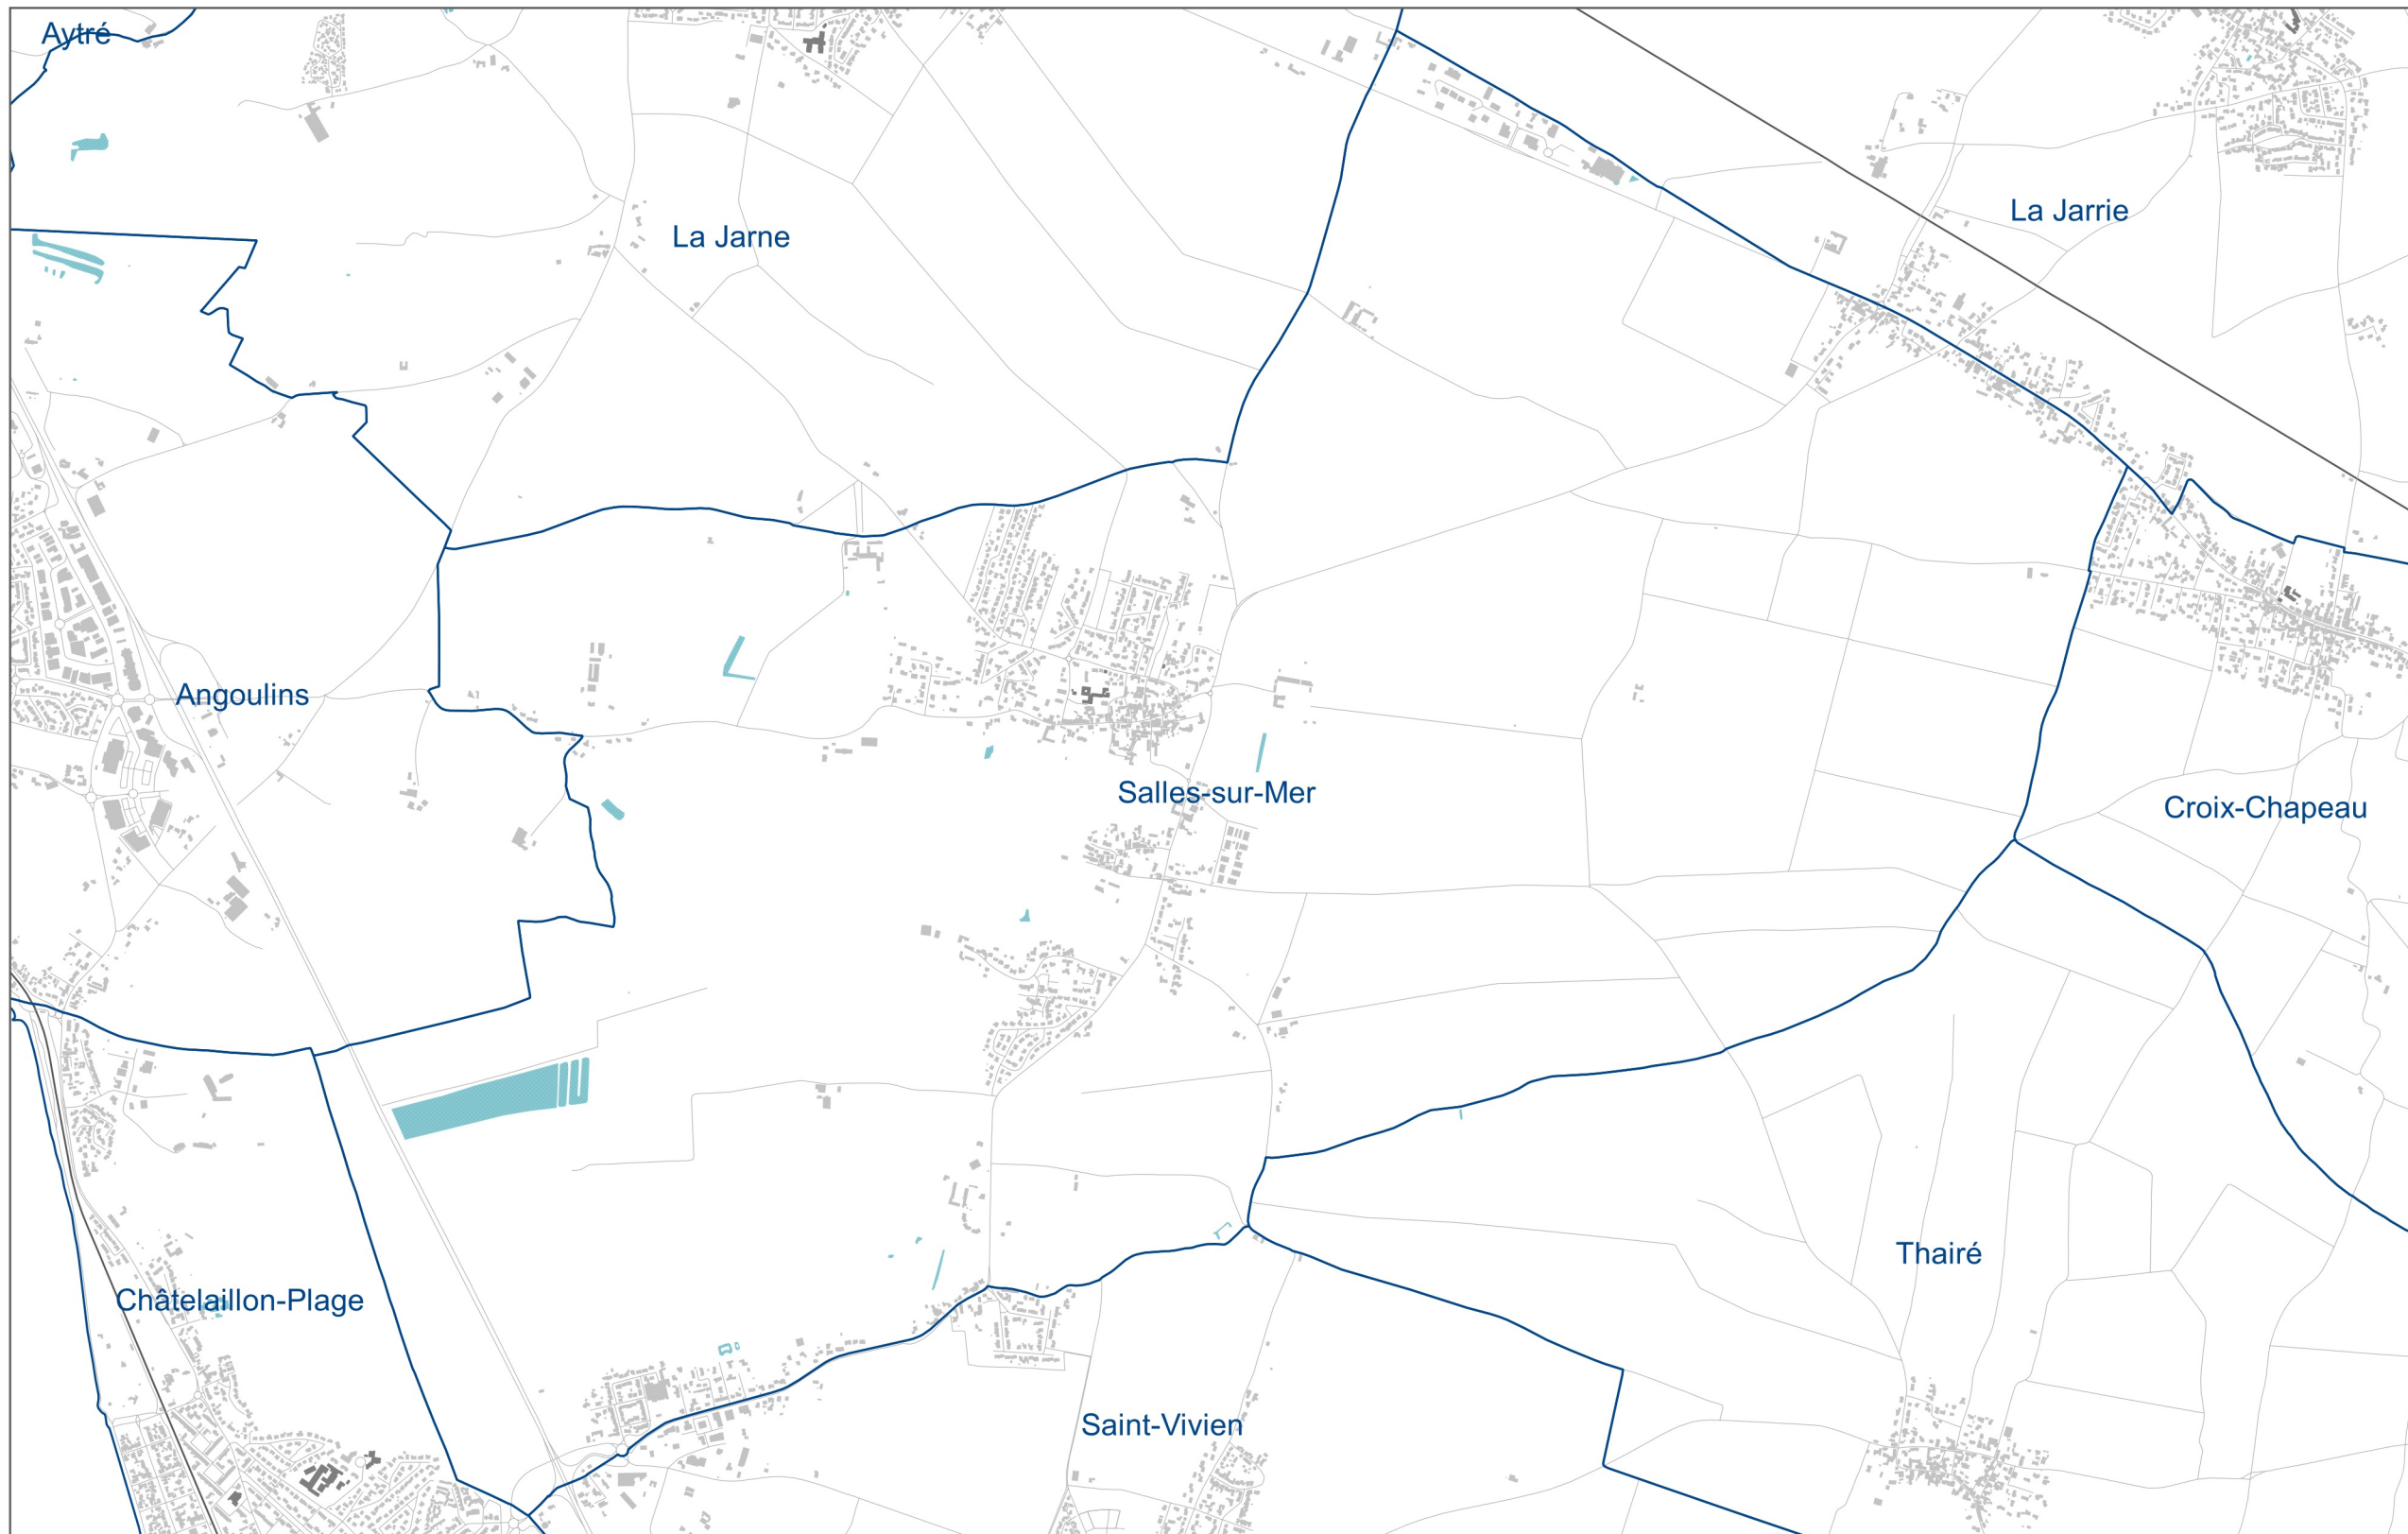 Aytré
La Jarrie
La Jarne
Angoulins
Salles-sur-Mer
Croix-Chapeau
Thairé
Châtelaillon-Plage
Saint-Vivien